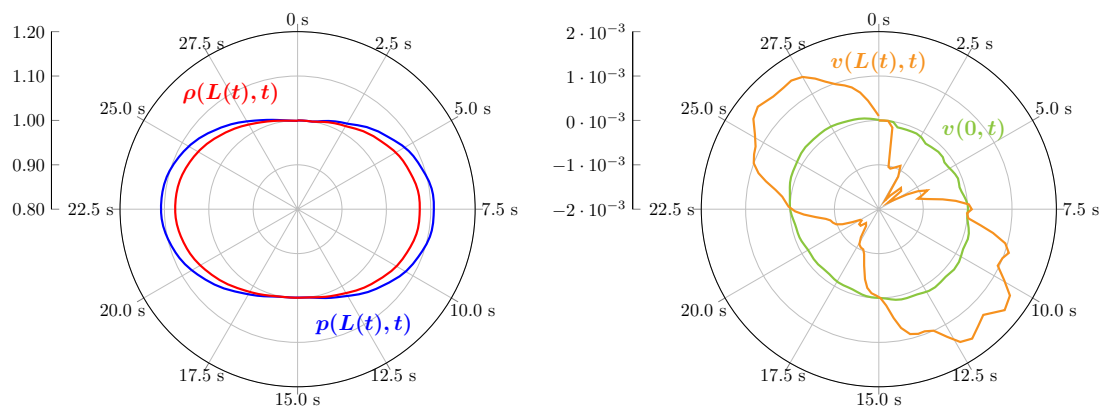 1.20
1.10
1.00
0.90
0.80
0 s
2.5 s
5.0 s
7.5 s
10.0 s
12.5 s
15.0 s
17.5 s
20.0 s
22.5 s
25.0 s
27.5 s
ρ(L(t), t)
p(L(t), t)
2 · 10⁻³
1 · 10⁻³
0 · 10⁻³
−1 · 10⁻³
−2 · 10⁻³
0 s
2.5 s
5.0 s
7.5 s
10.0 s
12.5 s
15.0 s
17.5 s
20.0 s
22.5 s
25.0 s
27.5 s
v(L(t), t)
v(0, t)